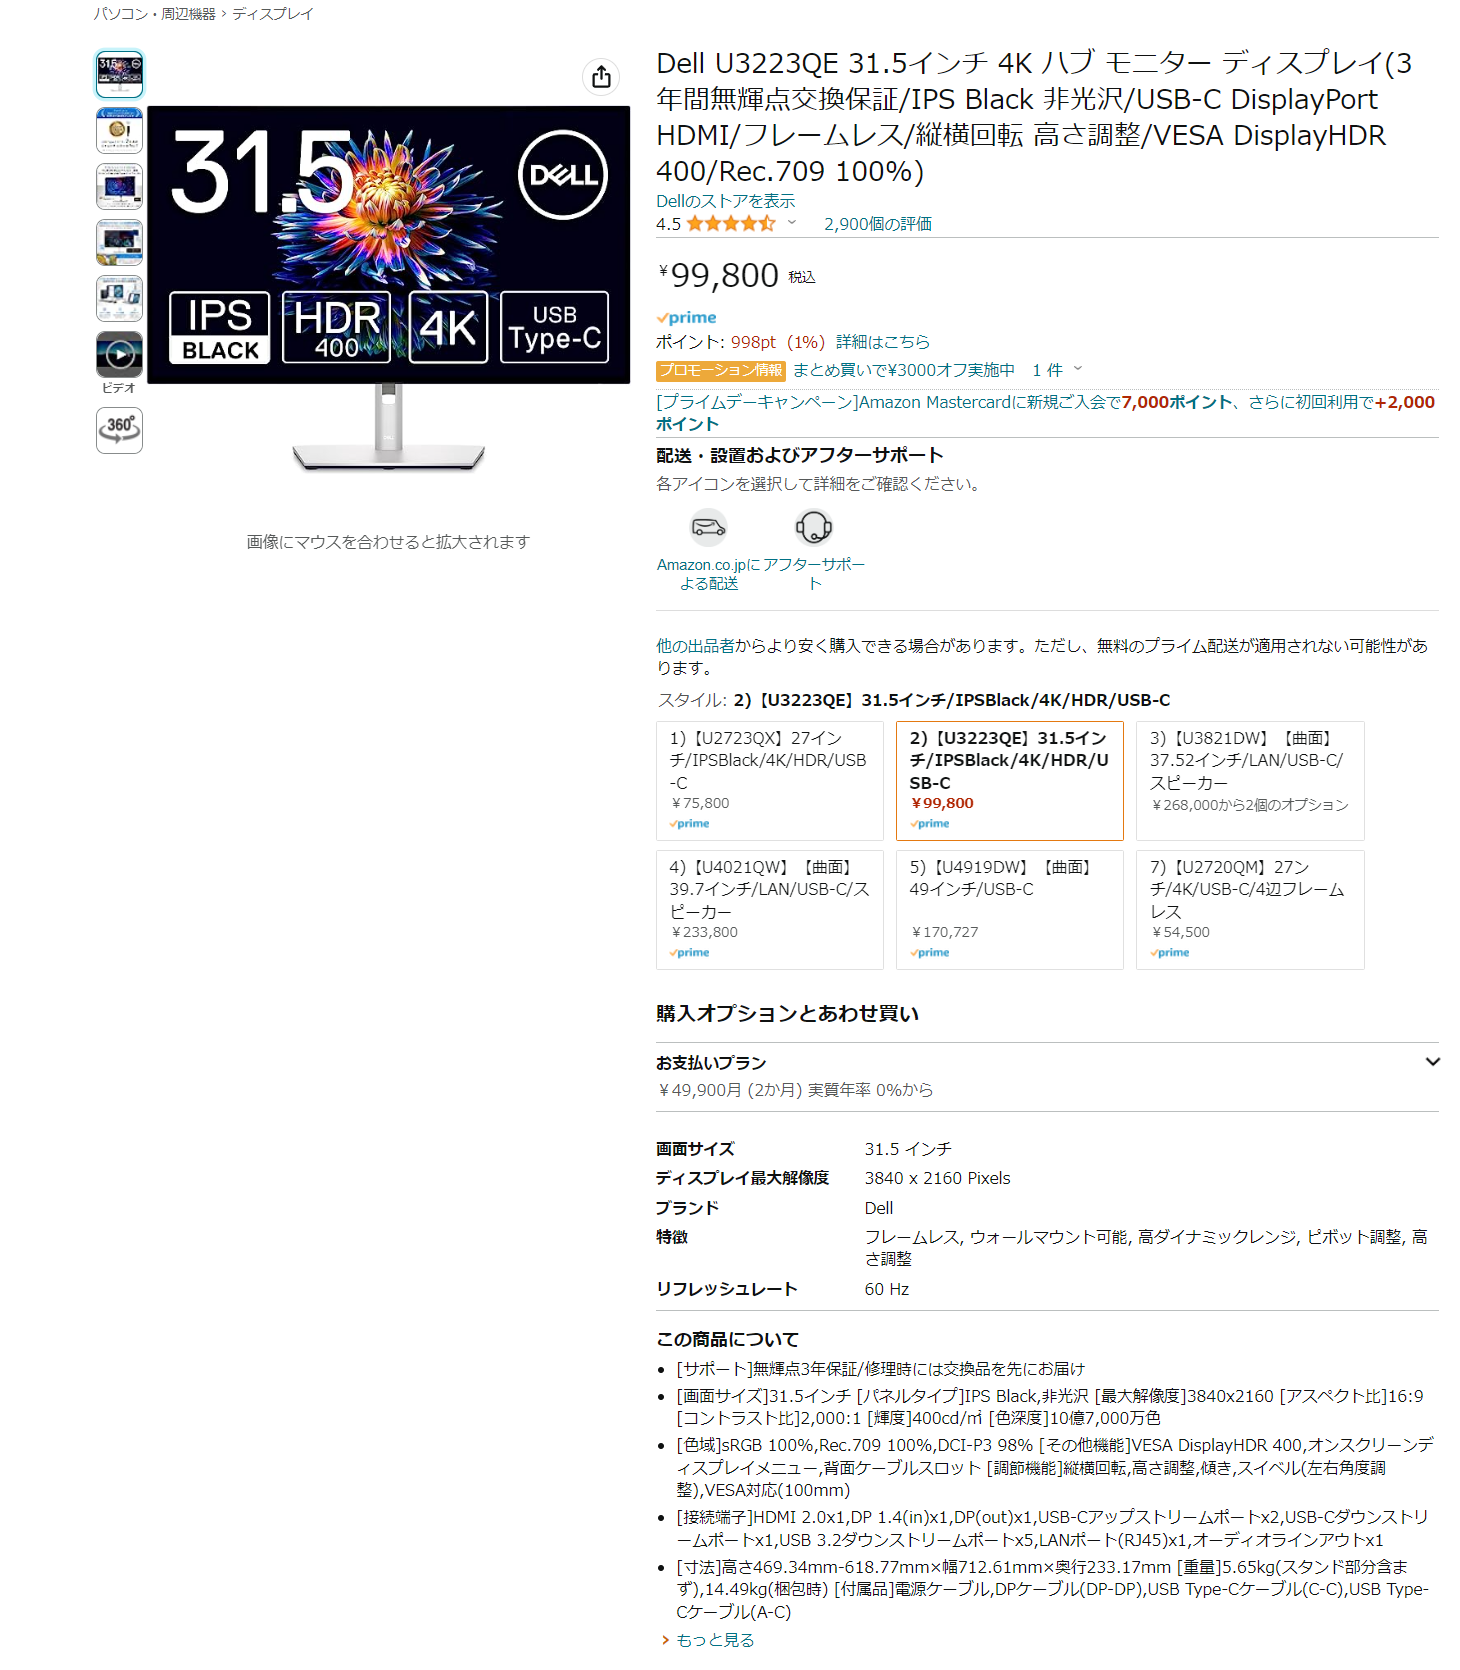 パソコン・周辺機器 › ディスプレイ
31.5
DELL
IPS
BLACK
HDR
400
4K
USB
Type-C
ビデオ
360°
画像にマウスを合わせると拡大されます
Dell U3223QE 31.5インチ 4K ハブ モニター ディスプレイ(3
年間無輝点交換保証/IPS Black 非光沢/USB-C DisplayPort
HDMI/フレームレス/縦横回転 高さ調整/VESA DisplayHDR
400/Rec.709 100%)
Dellのストアを表示
4.5 2,900個の評価
¥99,800 税込
prime
ポイント: 998pt (1%) 詳細はこちら
プロモーション情報 まとめ買いで¥3000オフ実施中 1 件
[プライムデーキャンペーン]Amazon Mastercardに新規ご入会で7,000ポイント、さらに初回利用で+2,000
ポイント
配送・設置およびアフターサポート
各アイコンを選択して詳細をご確認ください。
Amazon.co.jpに
よる配送
アフターサポー
ト
他の出品者からより安く購入できる場合があります。ただし、無料のプライム配送が適用されない可能性があ
ります。
スタイル: 2)【U3223QE】31.5インチ/IPSBlack/4K/HDR/USB-C
1)【U2723QX】27イン
チ/IPSBlack/4K/HDR/USB
-C
¥75,800
prime
2)【U3223QE】31.5イン
チ/IPSBlack/4K/HDR/U
SB-C
¥99,800
prime
3)【U3821DW】【曲面】
37.52インチ/LAN/USB-C/
スピーカー
¥268,000から2個のオプション
4)【U4021QW】【曲面】
39.7インチ/LAN/USB-C/ス
ピーカー
¥233,800
prime
5)【U4919DW】【曲面】
49インチ/USB-C
¥170,727
prime
7)【U2720QM】27ン
チ/4K/USB-C/4辺フレーム
レス
¥54,500
prime
購入オプションとあわせ買い
お支払いプラン
¥49,900月 (2か月) 実質年率 0%から
画面サイズ 31.5 インチ
ディスプレイ最大解像度 3840 x 2160 Pixels
ブランド Dell
特徴 フレームレス, ウォールマウント可能, 高ダイナミックレンジ, ピボット調整, 高
さ調整
リフレッシュレート 60 Hz
この商品について
• [サポート]無輝点3年保証/修理時には交換品を先にお届け
• [画面サイズ]31.5インチ [パネルタイプ]IPS Black,非光沢 [最大解像度]3840x2160 [アスペクト比]16:9
[コントラスト比]2,000:1 [輝度]400cd/㎡ [色深度]10億7,000万色
• [色域]sRGB 100%,Rec.709 100%,DCI-P3 98% [その他機能]VESA DisplayHDR 400,オンスクリーンデ
ィスプレイメニュー,背面ケーブルスロット [調節機能]縦横回転,高さ調整,傾き,スイベル(左右角度調
整),VESA対応(100mm)
• [接続端子]HDMI 2.0x1,DP 1.4(in)x1,DP(out)x1,USB-Cアップストリームポートx2,USB-Cダウンストリ
ームポートx1,USB 3.2ダウンストリームポートx5,LANポート(RJ45)x1,オーディオラインアウトx1
• [寸法]高さ469.34mm-618.77mm×幅712.61mm×奥行233.17mm [重量]5.65kg(スタンド部分含ま
ず),14.49kg(梱包時) [付属品]電源ケーブル,DPケーブル(DP-DP),USB Type-Cケーブル(C-C),USB Type-
Cケーブル(A-C)
› もっと見る